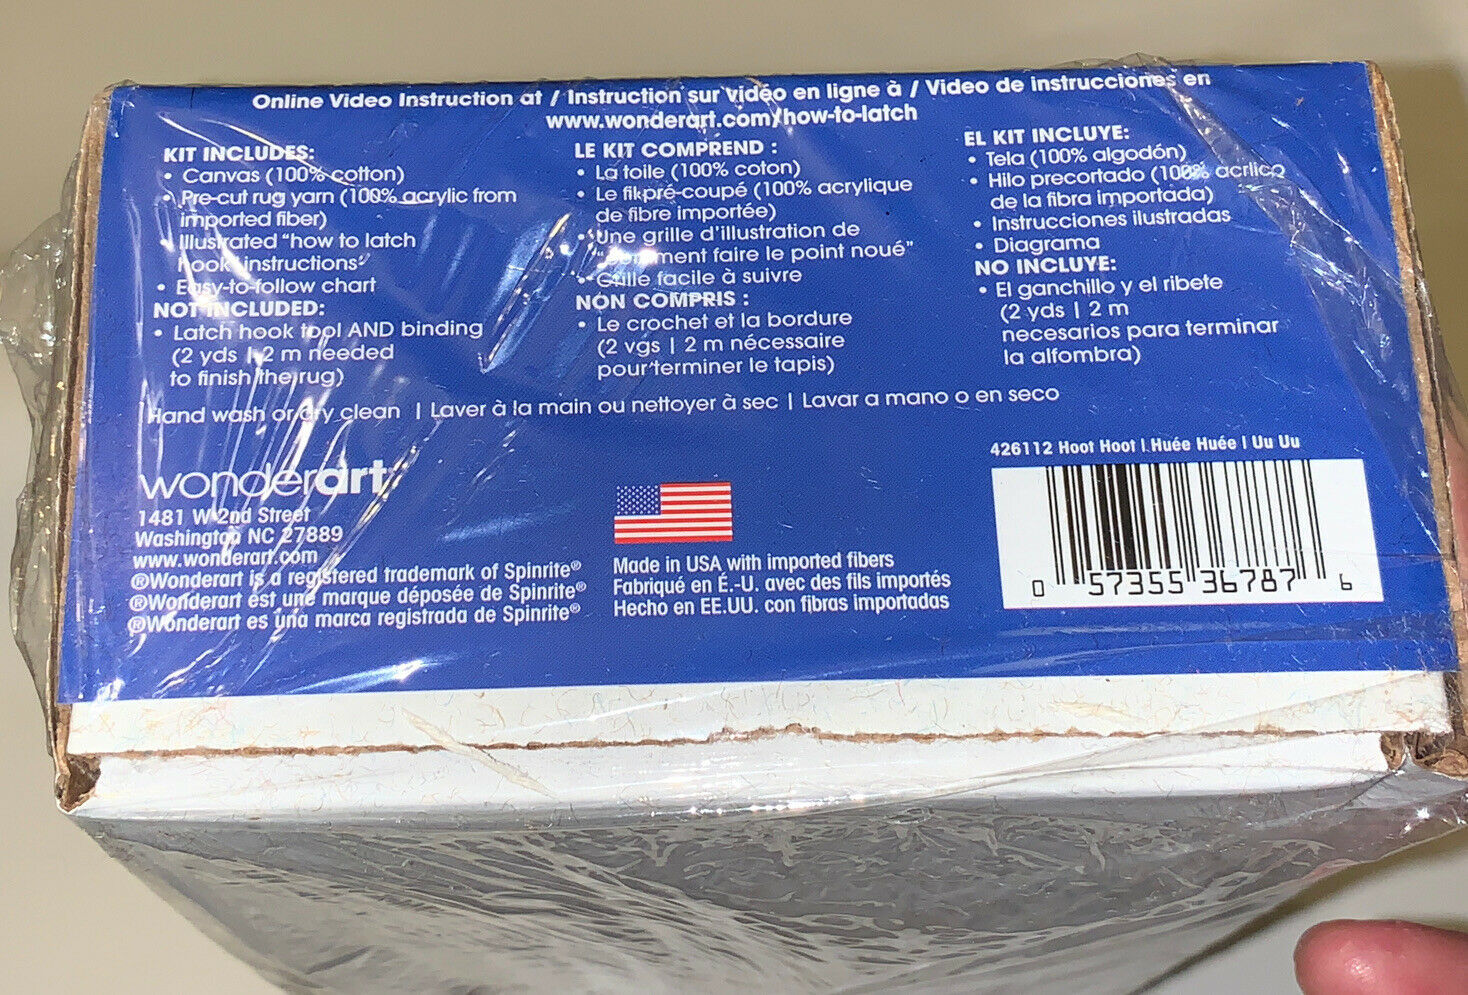 Online Video Instruction at / Instruction sur vidéo en ligne à / Video de instrucciones en
www.wonderart.com/how-to-latch
KIT INCLUDES:
• Canvas (100% cotton)
• Pre-cut rug yarn (100% acrylic from
imported fiber)
• Illustrated “how to latch
hook instructions”
• Easy-to-follow chart
NOT INCLUDED:
• Latch hook tool AND binding
(2 yds | 2 m needed
to finish the rug)
LE KIT COMPREND :
• La toile (100% coton)
• Le fil pré-coupé (100% acrylique
de fibre importée)
• Une grille d’illustration de
“comment faire le point noué”
• Grille facile à suivre
NON COMPRIS :
• Le crochet et la bordure
(2 vgs | 2 m nécessaire
pour terminer le tapis)
EL KIT INCLUYE:
• Tela (100% algodón)
• Hilo precortado (100% acrlico
de la fibra importada)
• Instrucciones ilustradas
• Diagrama
NO INCLUYE:
• El ganchillo y el ribete
(2 yds | 2 m
necesarios para terminar
la alfombra)
Hand wash or dry clean | Laver à la main ou nettoyer à sec | Lavar a mano o en seco
wonderart
1481 W 2nd Street
Washington NC 27889
www.wonderart.com
®Wonderart is a registered trademark of Spinrite®
®Wonderart est une marque déposée de Spinrite®
®Wonderart es una marca registrada de Spinrite®
Made in USA with imported fibers
Fabriqué en É.-U. avec des fils importés
Hecho en EE.UU. con fibras importadas
426112 Hoot Hoot | Huée Huée | Uu Uu
0 57355 36787 6